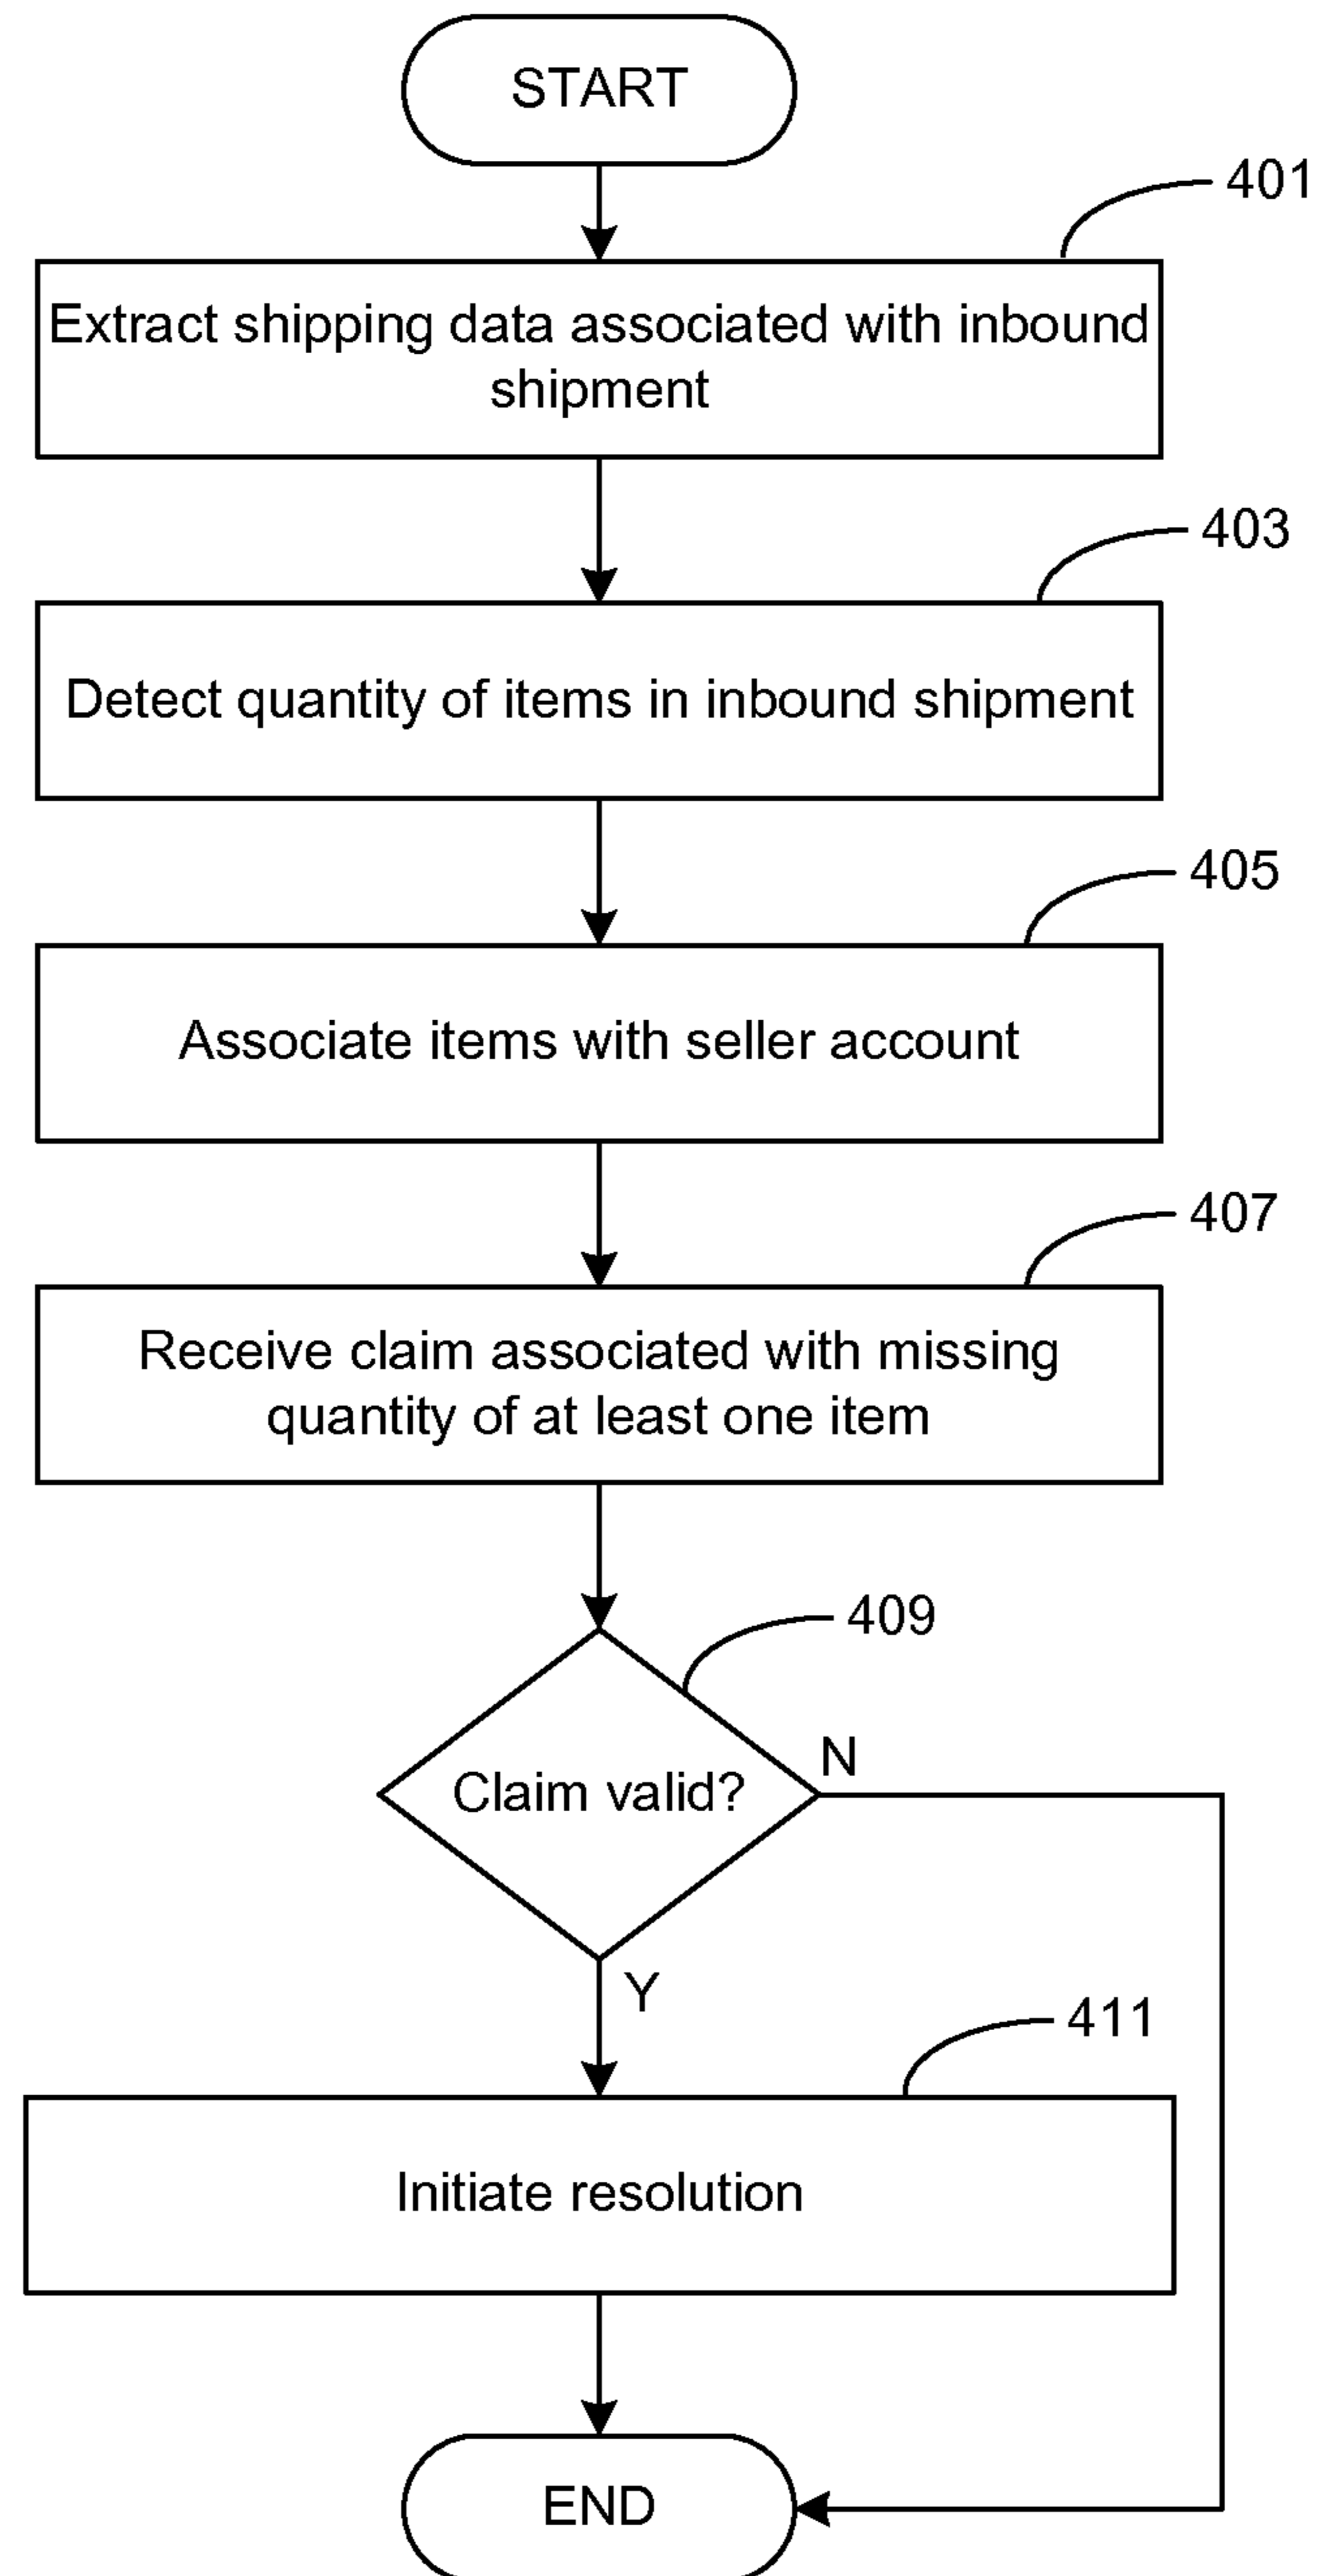 START
401
Extract shipping data associated with inbound
shipment
403
Detect quantity of items in inbound shipment
405
Associate items with seller account
407
Receive claim associated with missing
quantity of at least one item
409
Claim valid?
N
Y
411
Initiate resolution
END